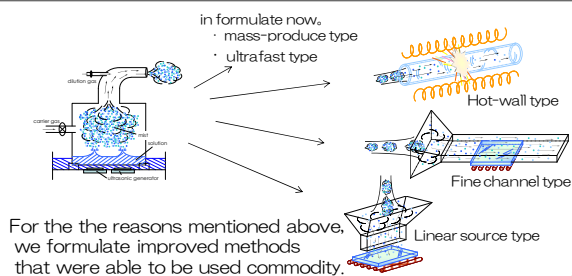 in formulate now。
· mass-produce type
· ultrafast type
dilution gas
carrier gas
mist
solution
ultrasonic generator
Hot-wall type
Fine channel type
Linear source type
For the the reasons mentioned above,
we formulate improved methods
that were able to be used commodity.